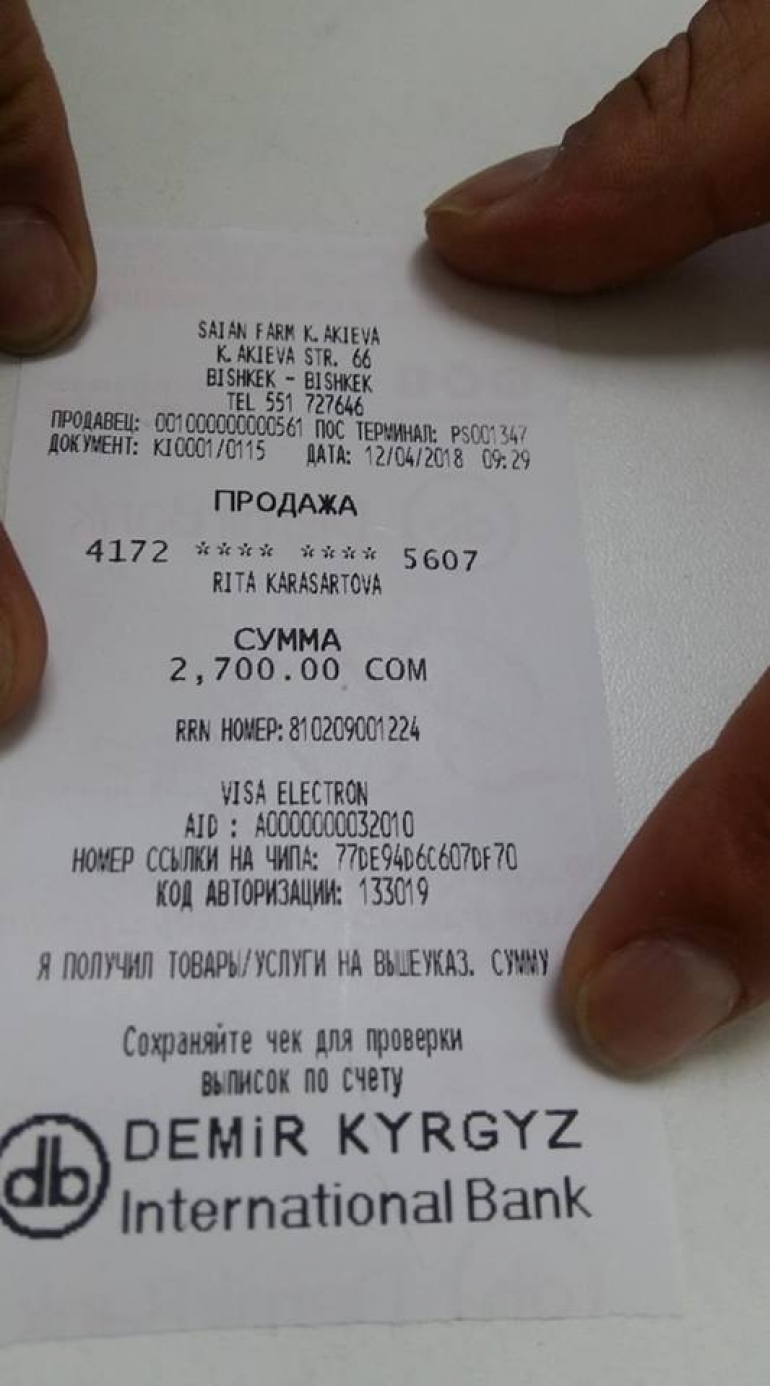 SAIAN FARM K. AKIEVA
K. AKIEVA STR. 66
BISHKEK - BISHKEK
TEL 551 727646
ПРОДАВЕЦ: 001000000000561 ПОС ТЕРМИНАЛ: PS001347
ДОКУМЕНТ: KI0001/0115 ДАТА: 12/04/2018 09:29
ПРОДАЖА
4172 **** **** 5607
RITA KARASARTOVA
СУММА
2,700.00 СОМ
RRN НОМЕР: 810209001224
VISA ELECTRON
AID : A0000000032010
НОМЕР ССЫЛКИ НА ЧИПА: 77DE94D6C607DF70
КОД АВТОРИЗАЦИИ: 133019
Я ПОЛУЧИЛ ТОВАРЫ/УСЛУГИ НА ВЫШЕУКАЗ. СУММУ
Сохраняйте чек для проверки
выписок по счету
db DEMiR KYRGYZ
International Bank